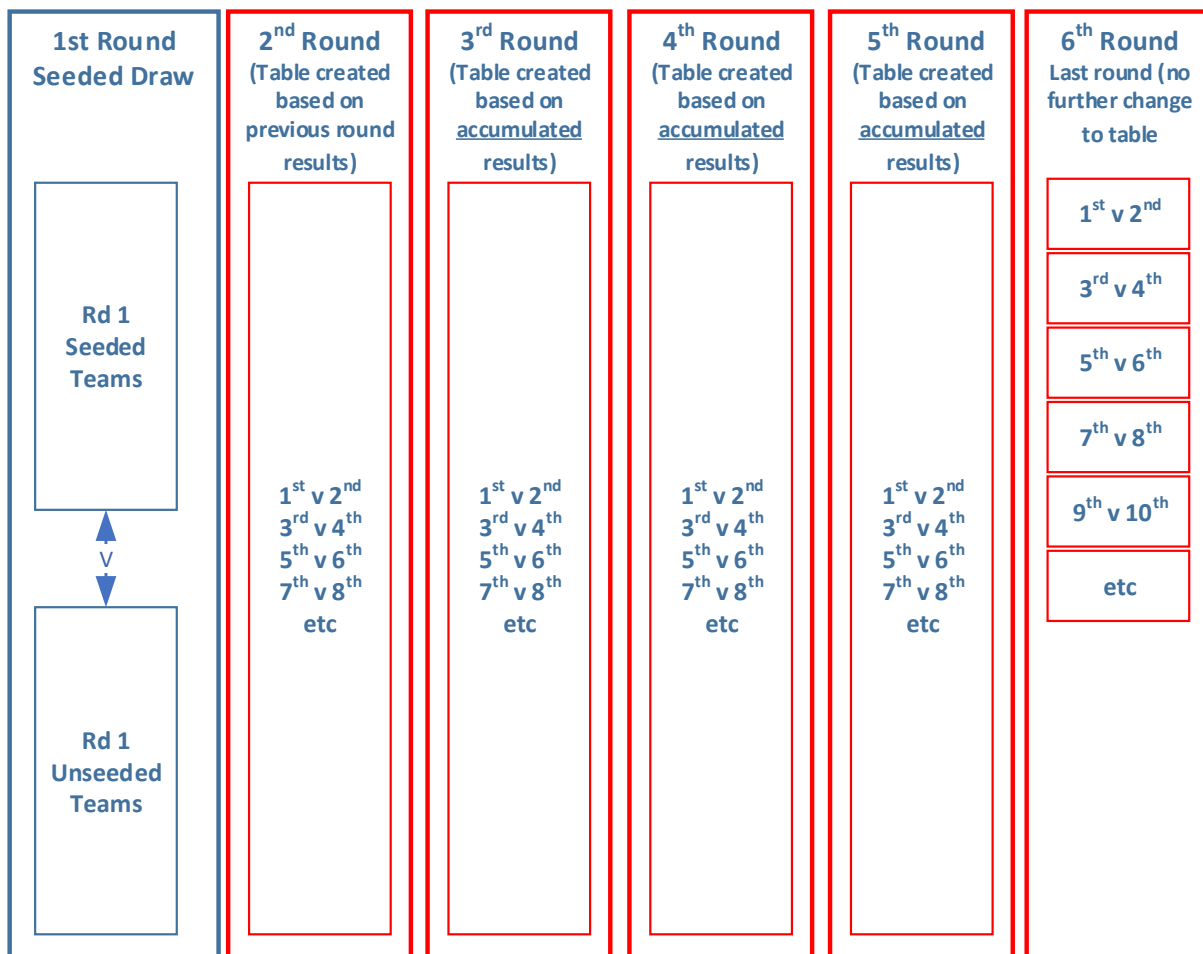 1st Round
Seeded Draw
Rd 1
Seeded
Teams
V
Rd 1
Unseeded
Teams
2nd Round
(Table created
based on
previous round
results)
1st v 2nd
3rd v 4th
5th v 6th
7th v 8th
etc
3rd Round
(Table created
based on
accumulated
results)
1st v 2nd
3rd v 4th
5th v 6th
7th v 8th
etc
4th Round
(Table created
based on
accumulated
results)
1st v 2nd
3rd v 4th
5th v 6th
7th v 8th
etc
5th Round
(Table created
based on
accumulated
results)
1st v 2nd
3rd v 4th
5th v 6th
7th v 8th
etc
6th Round
Last round (no
further change
to table
1st v 2nd
3rd v 4th
5th v 6th
7th v 8th
9th v 10th
etc